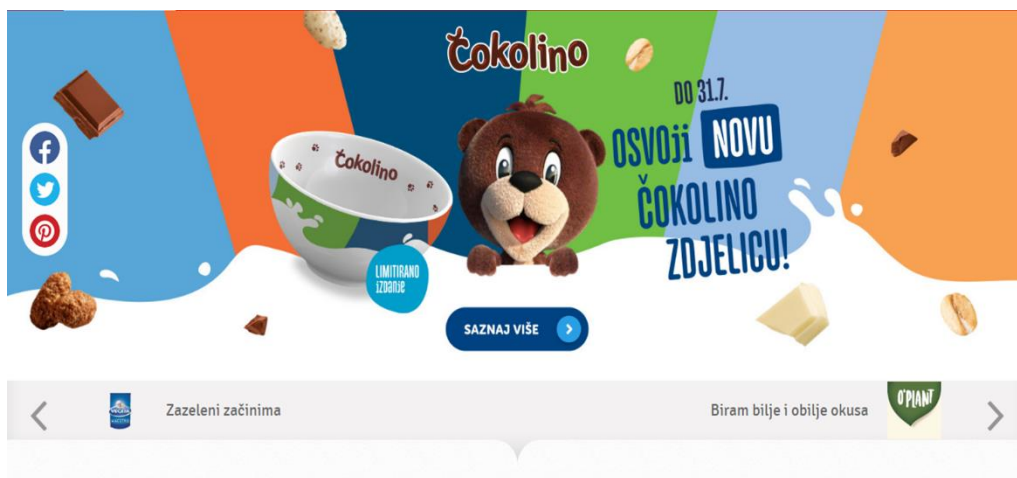 Čokolino
DO 31.7.
OSVOji NOVU
ČOKOLINO
ZDJELICU!
Čokolino
LIMITIRANO
izdanje
SAZNAJ VIŠE
Zazeleni začinima
Biram bilje i obilje okusa
O'PLANT